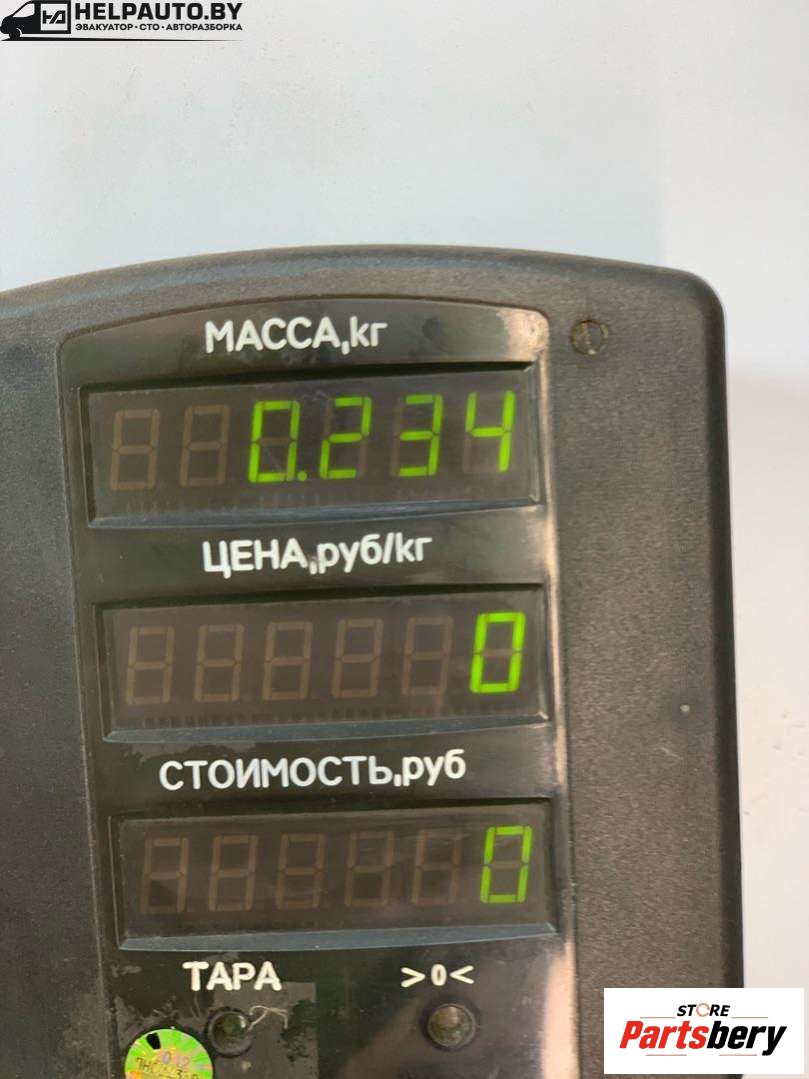 HELPAUTO.BY
ЭВАКУАТОР • СТО • АВТОРАЗБОРКА
МАССА,кг
0.234
ЦЕНА,руб/кг
0
СТОИМОСТЬ,руб
0
ТАРА >0<
STORE
Partsbery